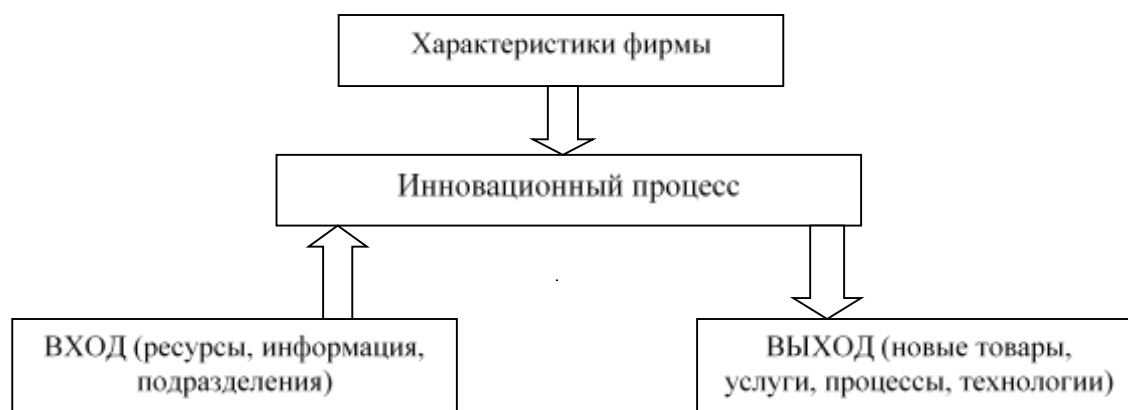 Характеристики фирмы
Инновационный процесс
ВХОД (ресурсы, информация,
подразделения)
ВЫХОД (новые товары,
услуги, процессы, технологии)